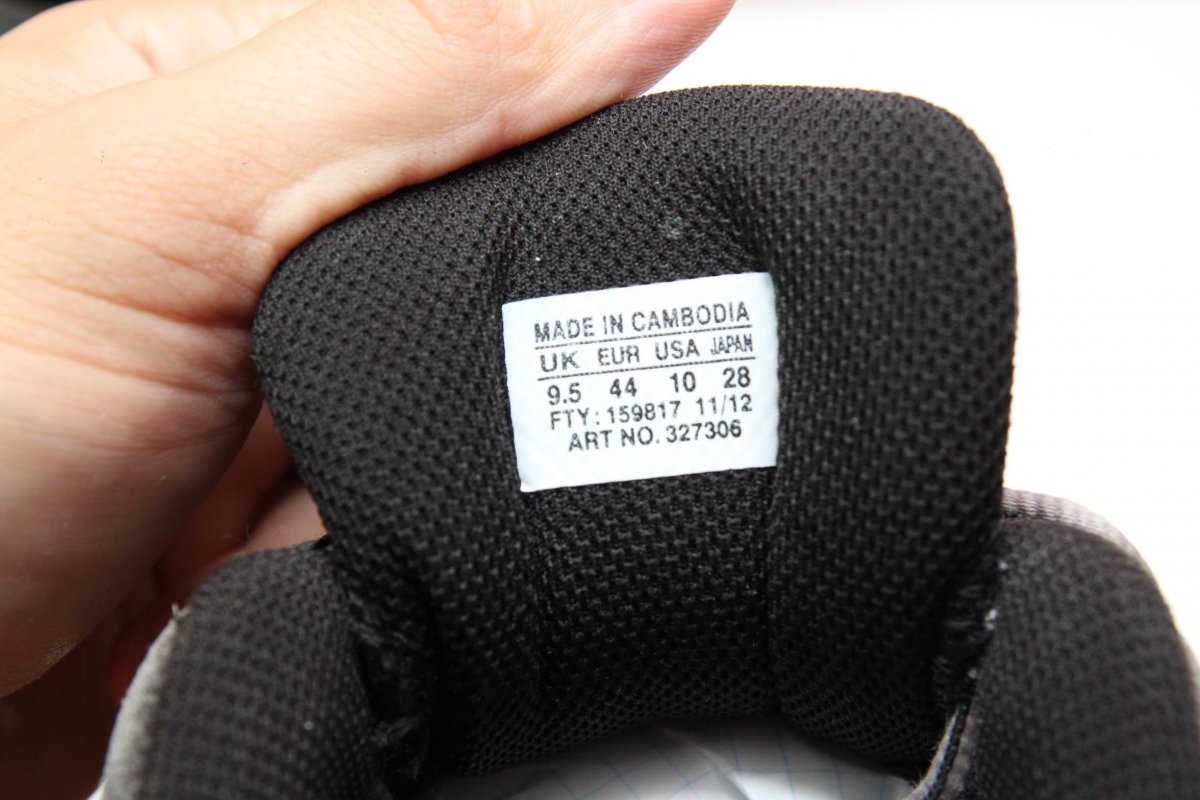 MADE IN CAMBODIA
UK EUR USA JAPAN
9.5 44 10 28
FTY: 159817 11/12
ART NO. 327306